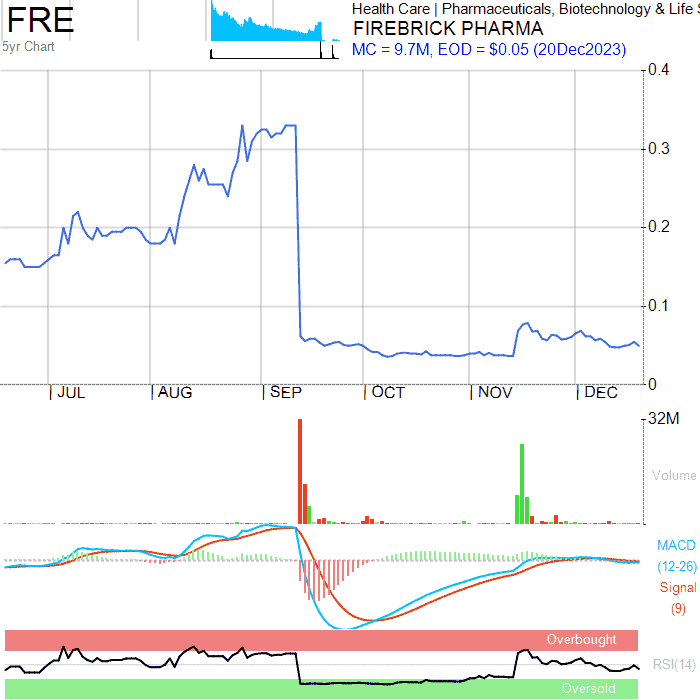 FRE
5yr Chart
Health Care | Pharmaceuticals, Biotechnology & Life S
FIREBRICK PHARMA
MC = 9.7M, EOD = $0.05 (20Dec2023)
0.4
0.3
0.2
0.1
0
JUL
AUG
SEP
OCT
NOV
DEC
32M
Volume
MACD
(12-26)
Signal
(9)
Overbought
RSI(14)
Oversold